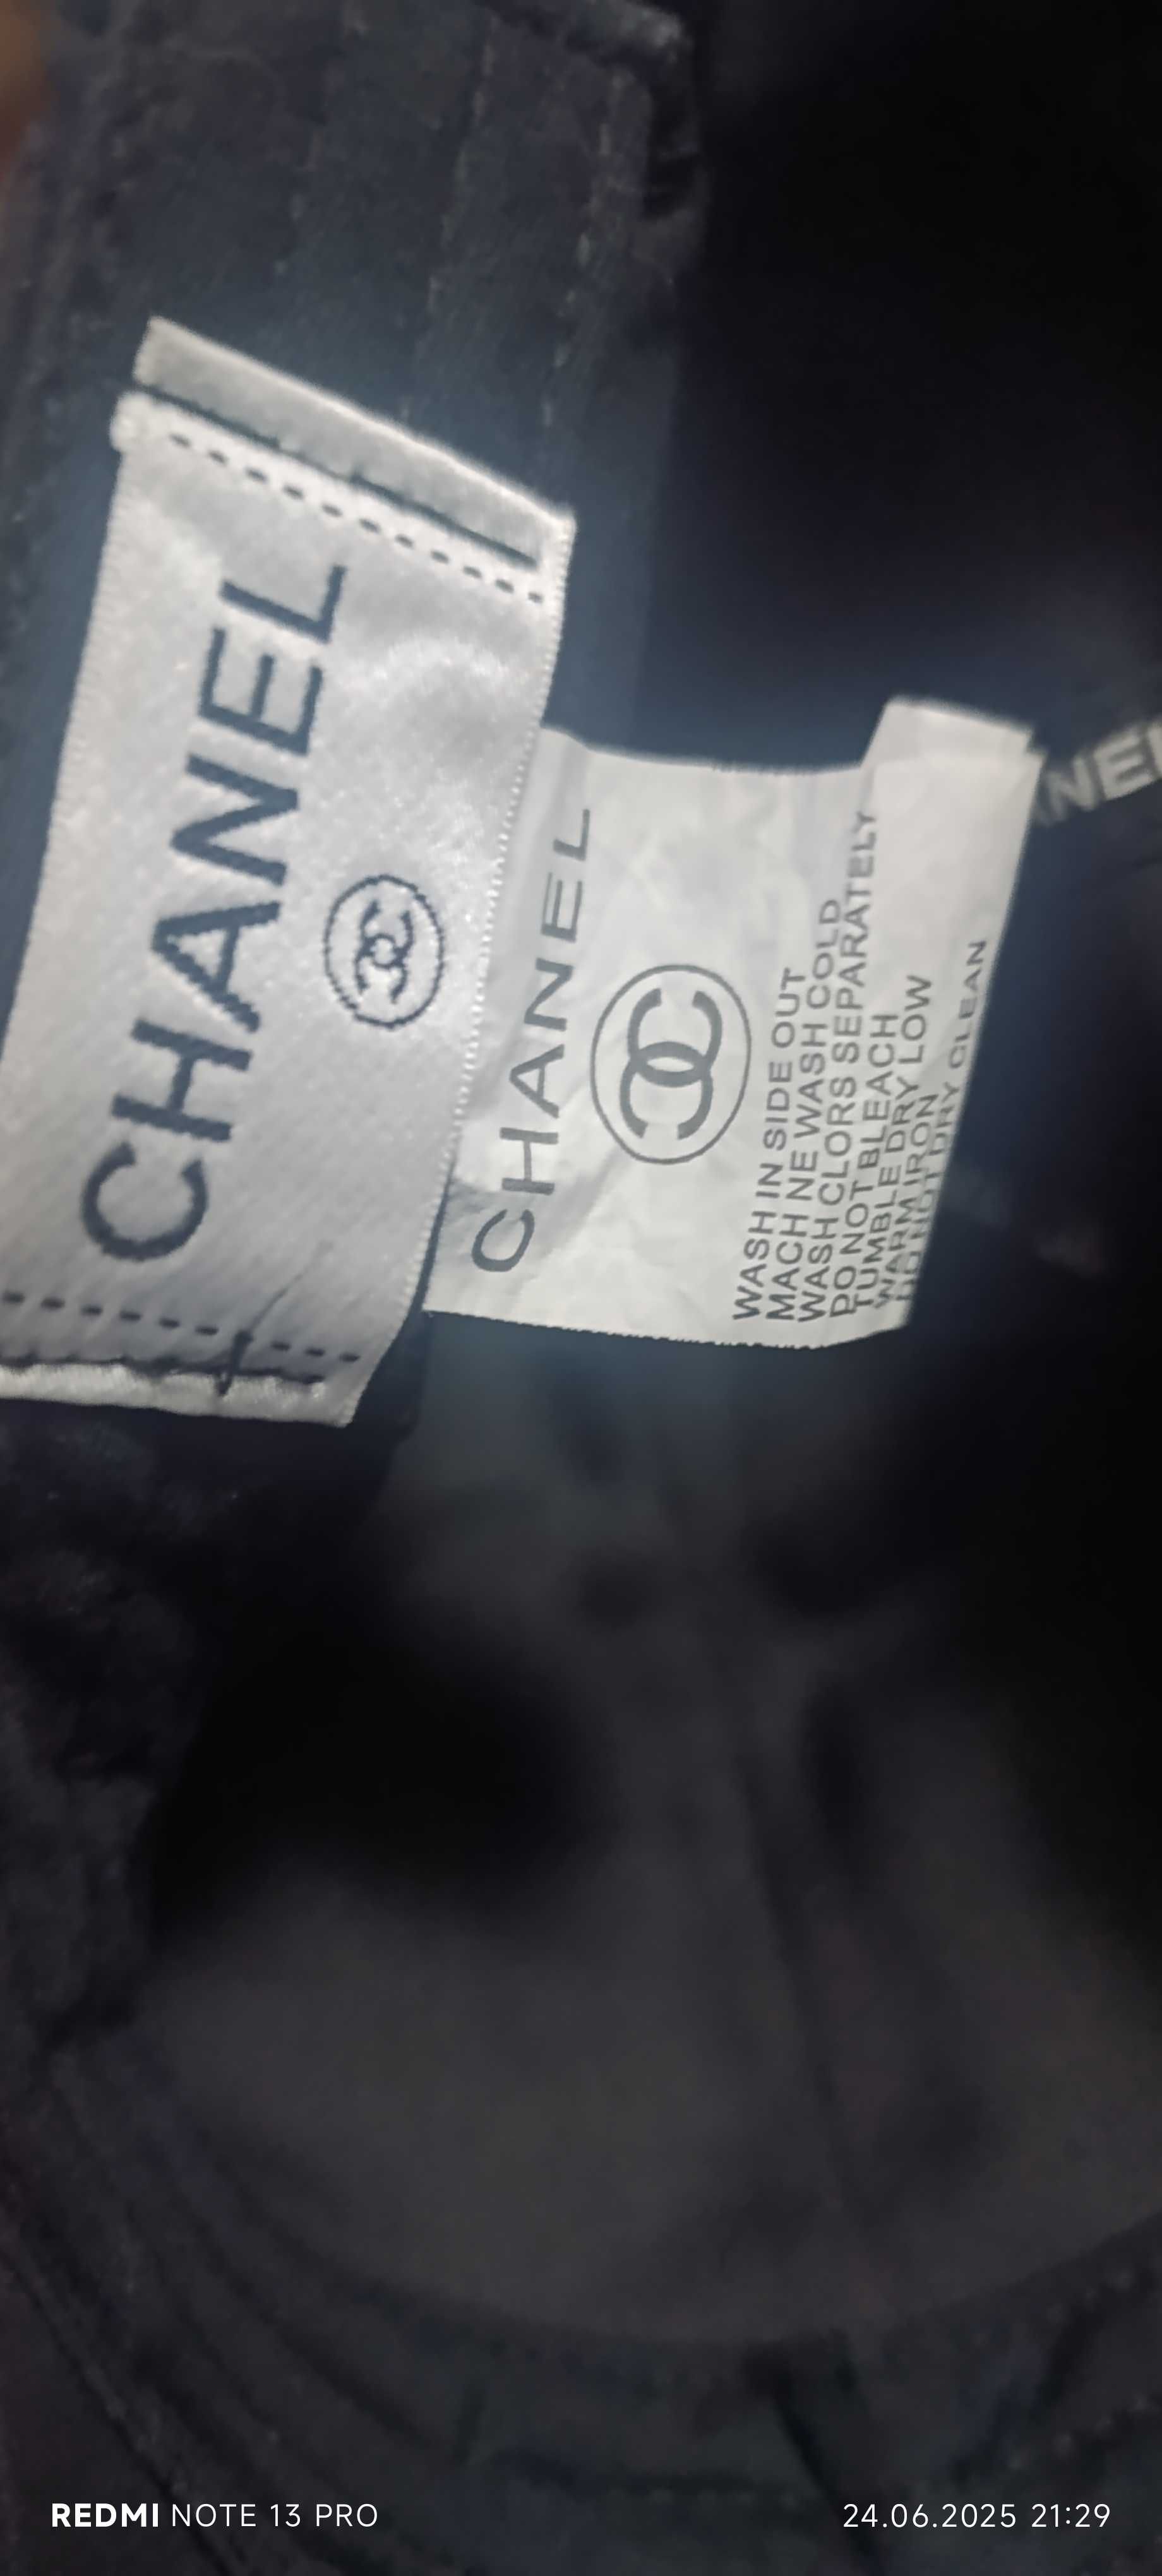 CHANEL
CHANEL
WASH IN SIDE OUT
MACH NE WASH COLD
WASH CLORS SEPARATELY
DO NOT BLEACH
TUMBLE DRY LOW
WARM IRON
DO NOT DRY CLEAN
REDMI NOTE 13 PRO
24.06.2025 21:29